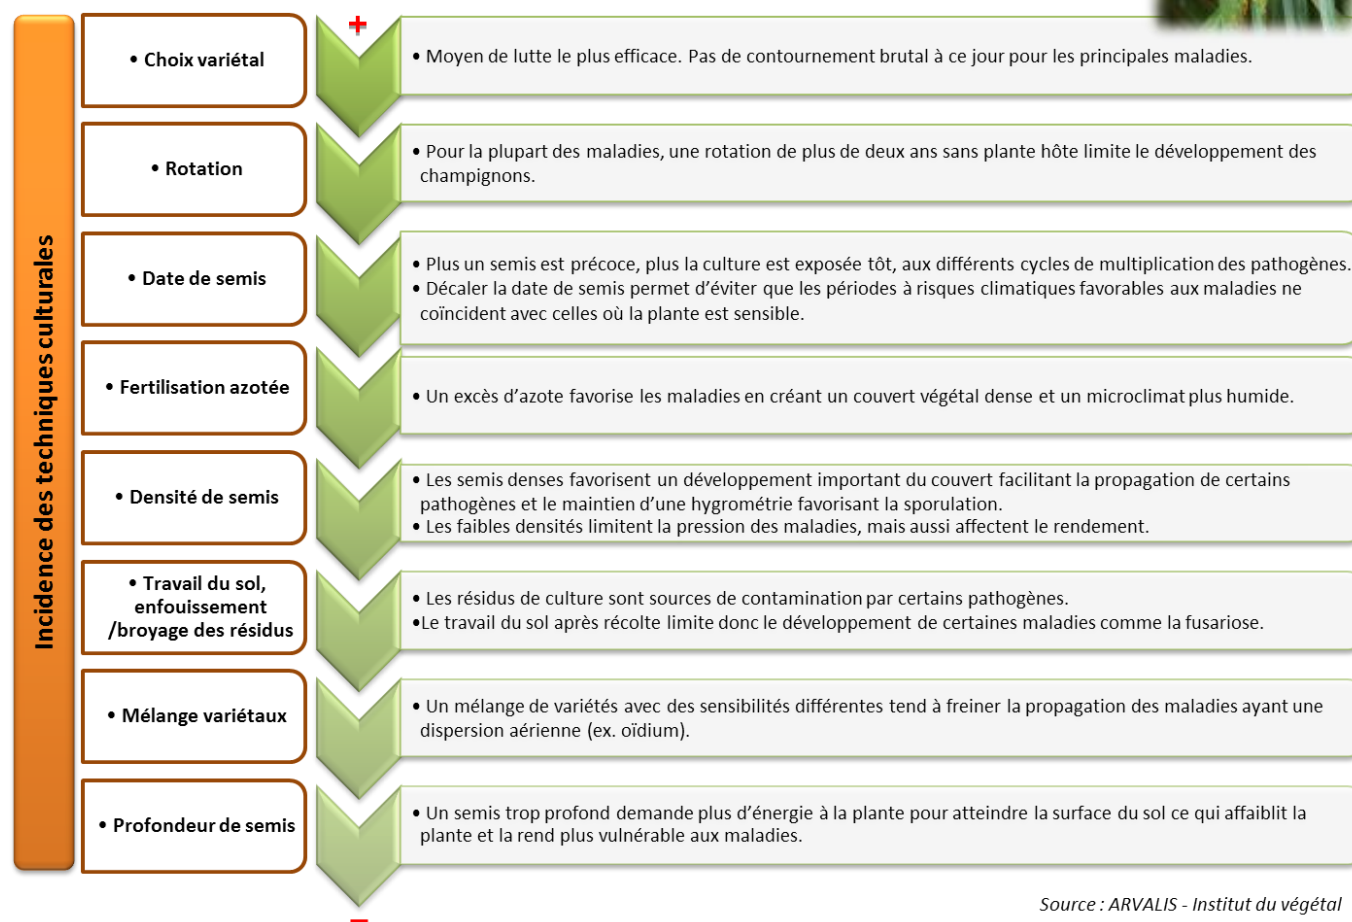 Incidence des techniques culturales
+
• Choix variétal
• Moyen de lutte le plus efficace. Pas de contournement brutal à ce jour pour les principales maladies.
• Rotation
• Pour la plupart des maladies, une rotation de plus de deux ans sans plante hôte limite le développement des
champignons.
• Date de semis
• Plus un semis est précoce, plus la culture est exposée tôt, aux différents cycles de multiplication des pathogènes.
• Décaler la date de semis permet d’éviter que les périodes à risques climatiques favorables aux maladies ne
coïncident avec celles où la plante est sensible.
• Fertilisation azotée
• Un excès d’azote favorise les maladies en créant un couvert végétal dense et un microclimat plus humide.
• Densité de semis
• Les semis denses favorisent un développement important du couvert facilitant la propagation de certains
pathogènes et le maintien d’une hygrométrie favorisant la sporulation.
• Les faibles densités limitent la pression des maladies, mais aussi affectent le rendement.
• Travail du sol,
enfouissement
/broyage des résidus
• Les résidus de culture sont sources de contamination par certains pathogènes.
•Le travail du sol après récolte limite donc le développement de certaines maladies comme la fusariose.
• Mélange variétaux
• Un mélange de variétés avec des sensibilités différentes tend à freiner la propagation des maladies ayant une
dispersion aérienne (ex. oïdium).
• Profondeur de semis
• Un semis trop profond demande plus d’énergie à la plante pour atteindre la surface du sol ce qui affaiblit la
plante et la rend plus vulnérable aux maladies.
–
Source : ARVALIS - Institut du végétal